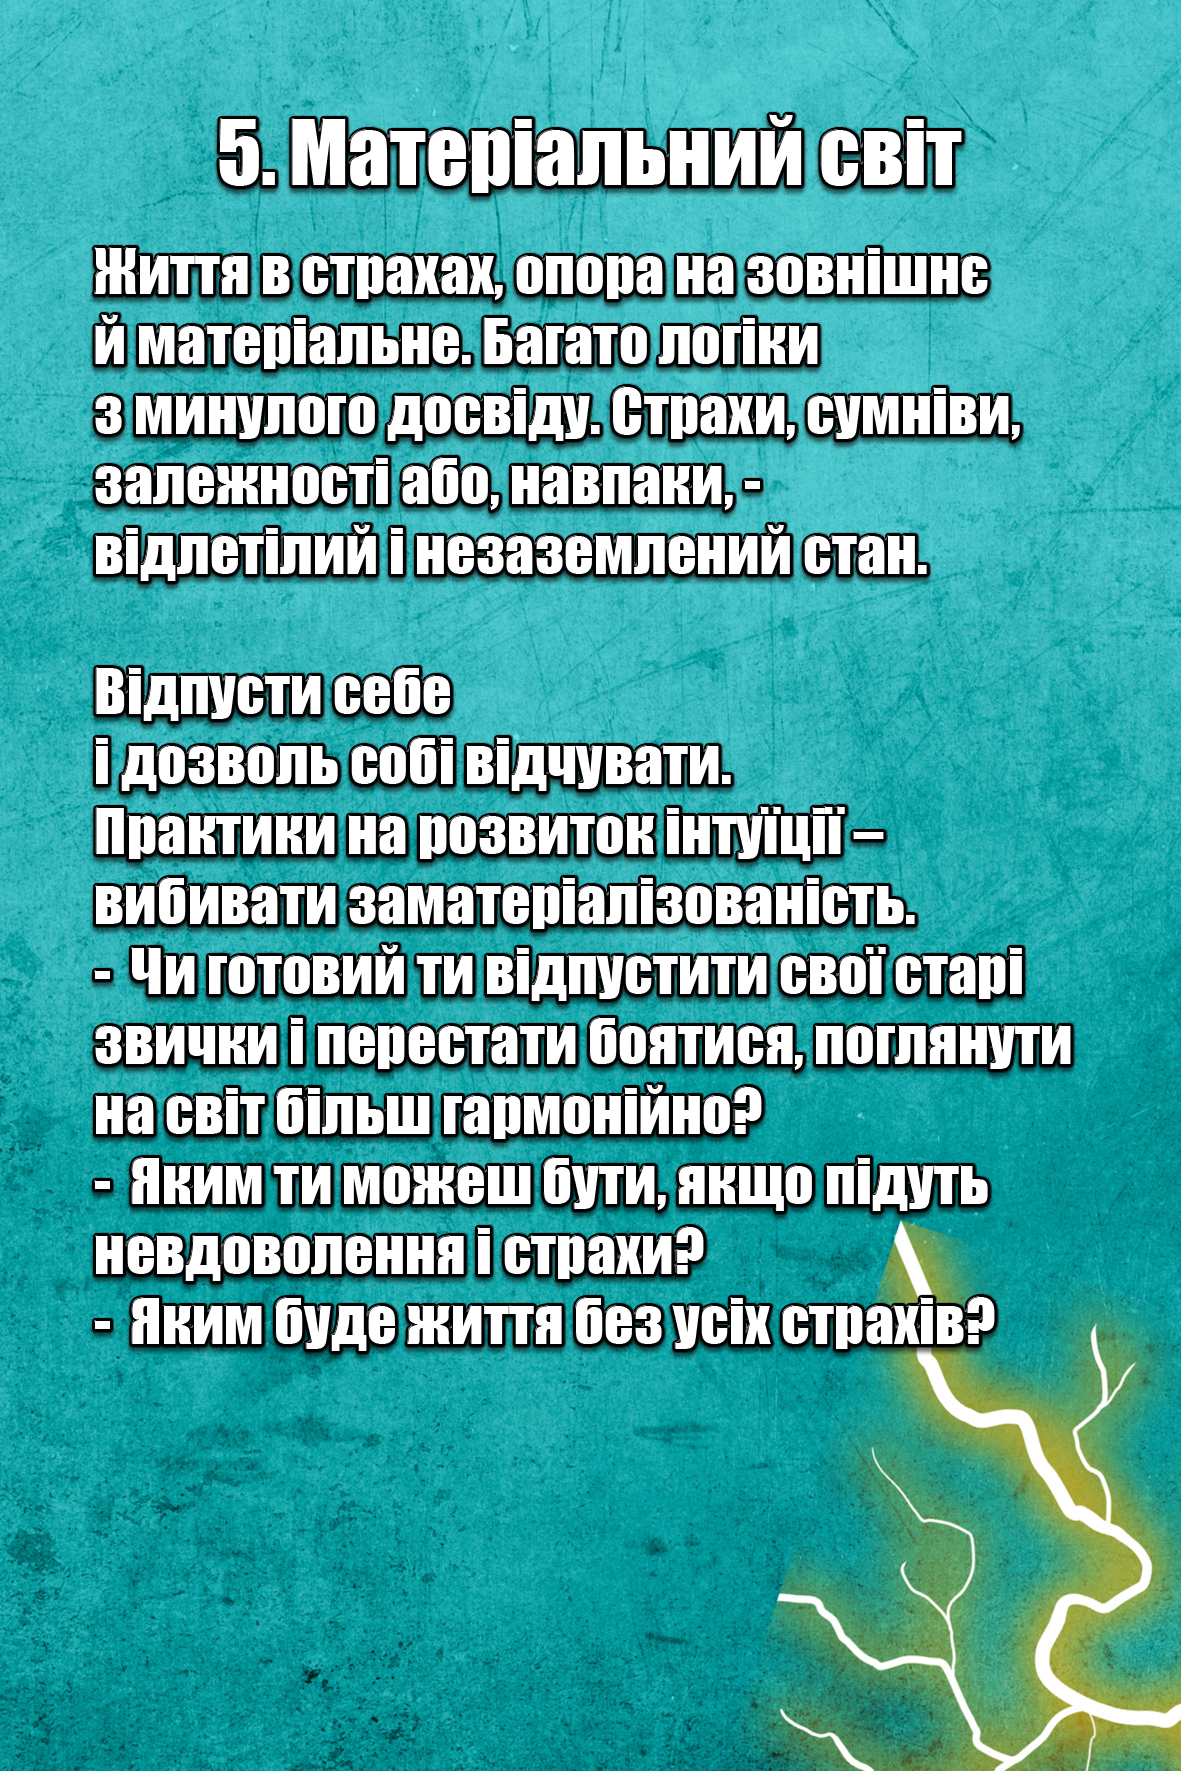 5. Матеріальний світ
Життя в страхах, опора на зовнішнє
й матеріальне. Багато логіки
з минулого досвіду. Страхи, сумніви,
залежності або, навпаки, -
відлетілий і незаземлений стан.
Відпусти себе
і дозволь собі відчувати.
Практики на розвиток інтуїції –
вибивати заматеріалізованість.
- Чи готовий ти відпустити свої старі
звички і перестати боятися, поглянути
на світ більш гармонійно?
- Яким ти можеш бути, якщо підуть
невдоволення і страхи?
- Яким буде життя без усіх страхів?